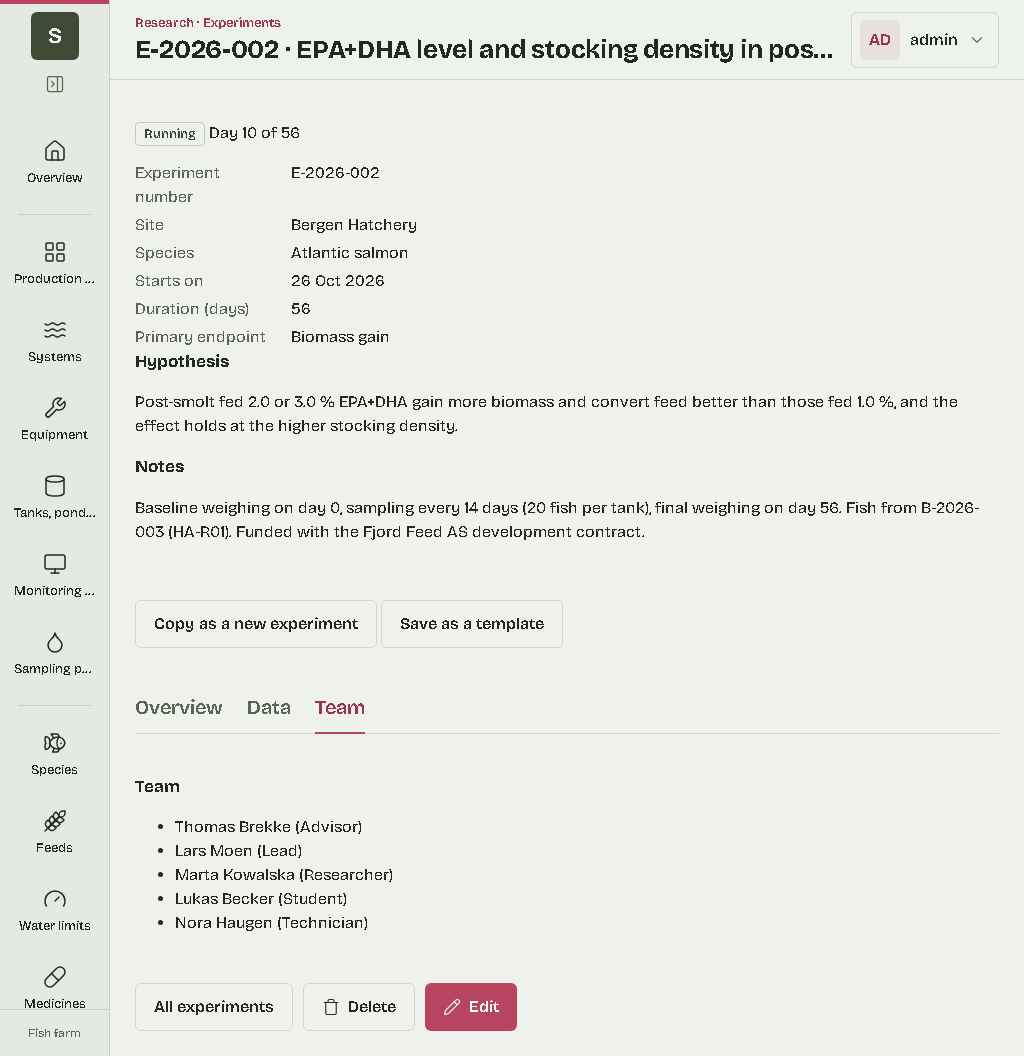 S
Overview
Production ...
Systems
Equipment
Tanks, pond...
Monitoring ...
Sampling p...
Species
Feeds
Water limits
Medicines
Fish farm
Research · Experiments
E-2026-002 · EPA+DHA level and stocking density in pos...
AD admin
Running Day 10 of 56
Experiment number E-2026-002
Site Bergen Hatchery
Species Atlantic salmon
Starts on 26 Oct 2026
Duration (days) 56
Primary endpoint Biomass gain
Hypothesis
Post-smolt fed 2.0 or 3.0 % EPA+DHA gain more biomass and convert feed better than those fed 1.0 %, and the
effect holds at the higher stocking density.
Notes
Baseline weighing on day 0, sampling every 14 days (20 fish per tank), final weighing on day 56. Fish from B-2026-
003 (HA-R01). Funded with the Fjord Feed AS development contract.
Copy as a new experiment Save as a template
Overview Data Team
Team
• Thomas Brekke (Advisor)
• Lars Moen (Lead)
• Marta Kowalska (Researcher)
• Lukas Becker (Student)
• Nora Haugen (Technician)
All experiments Delete Edit